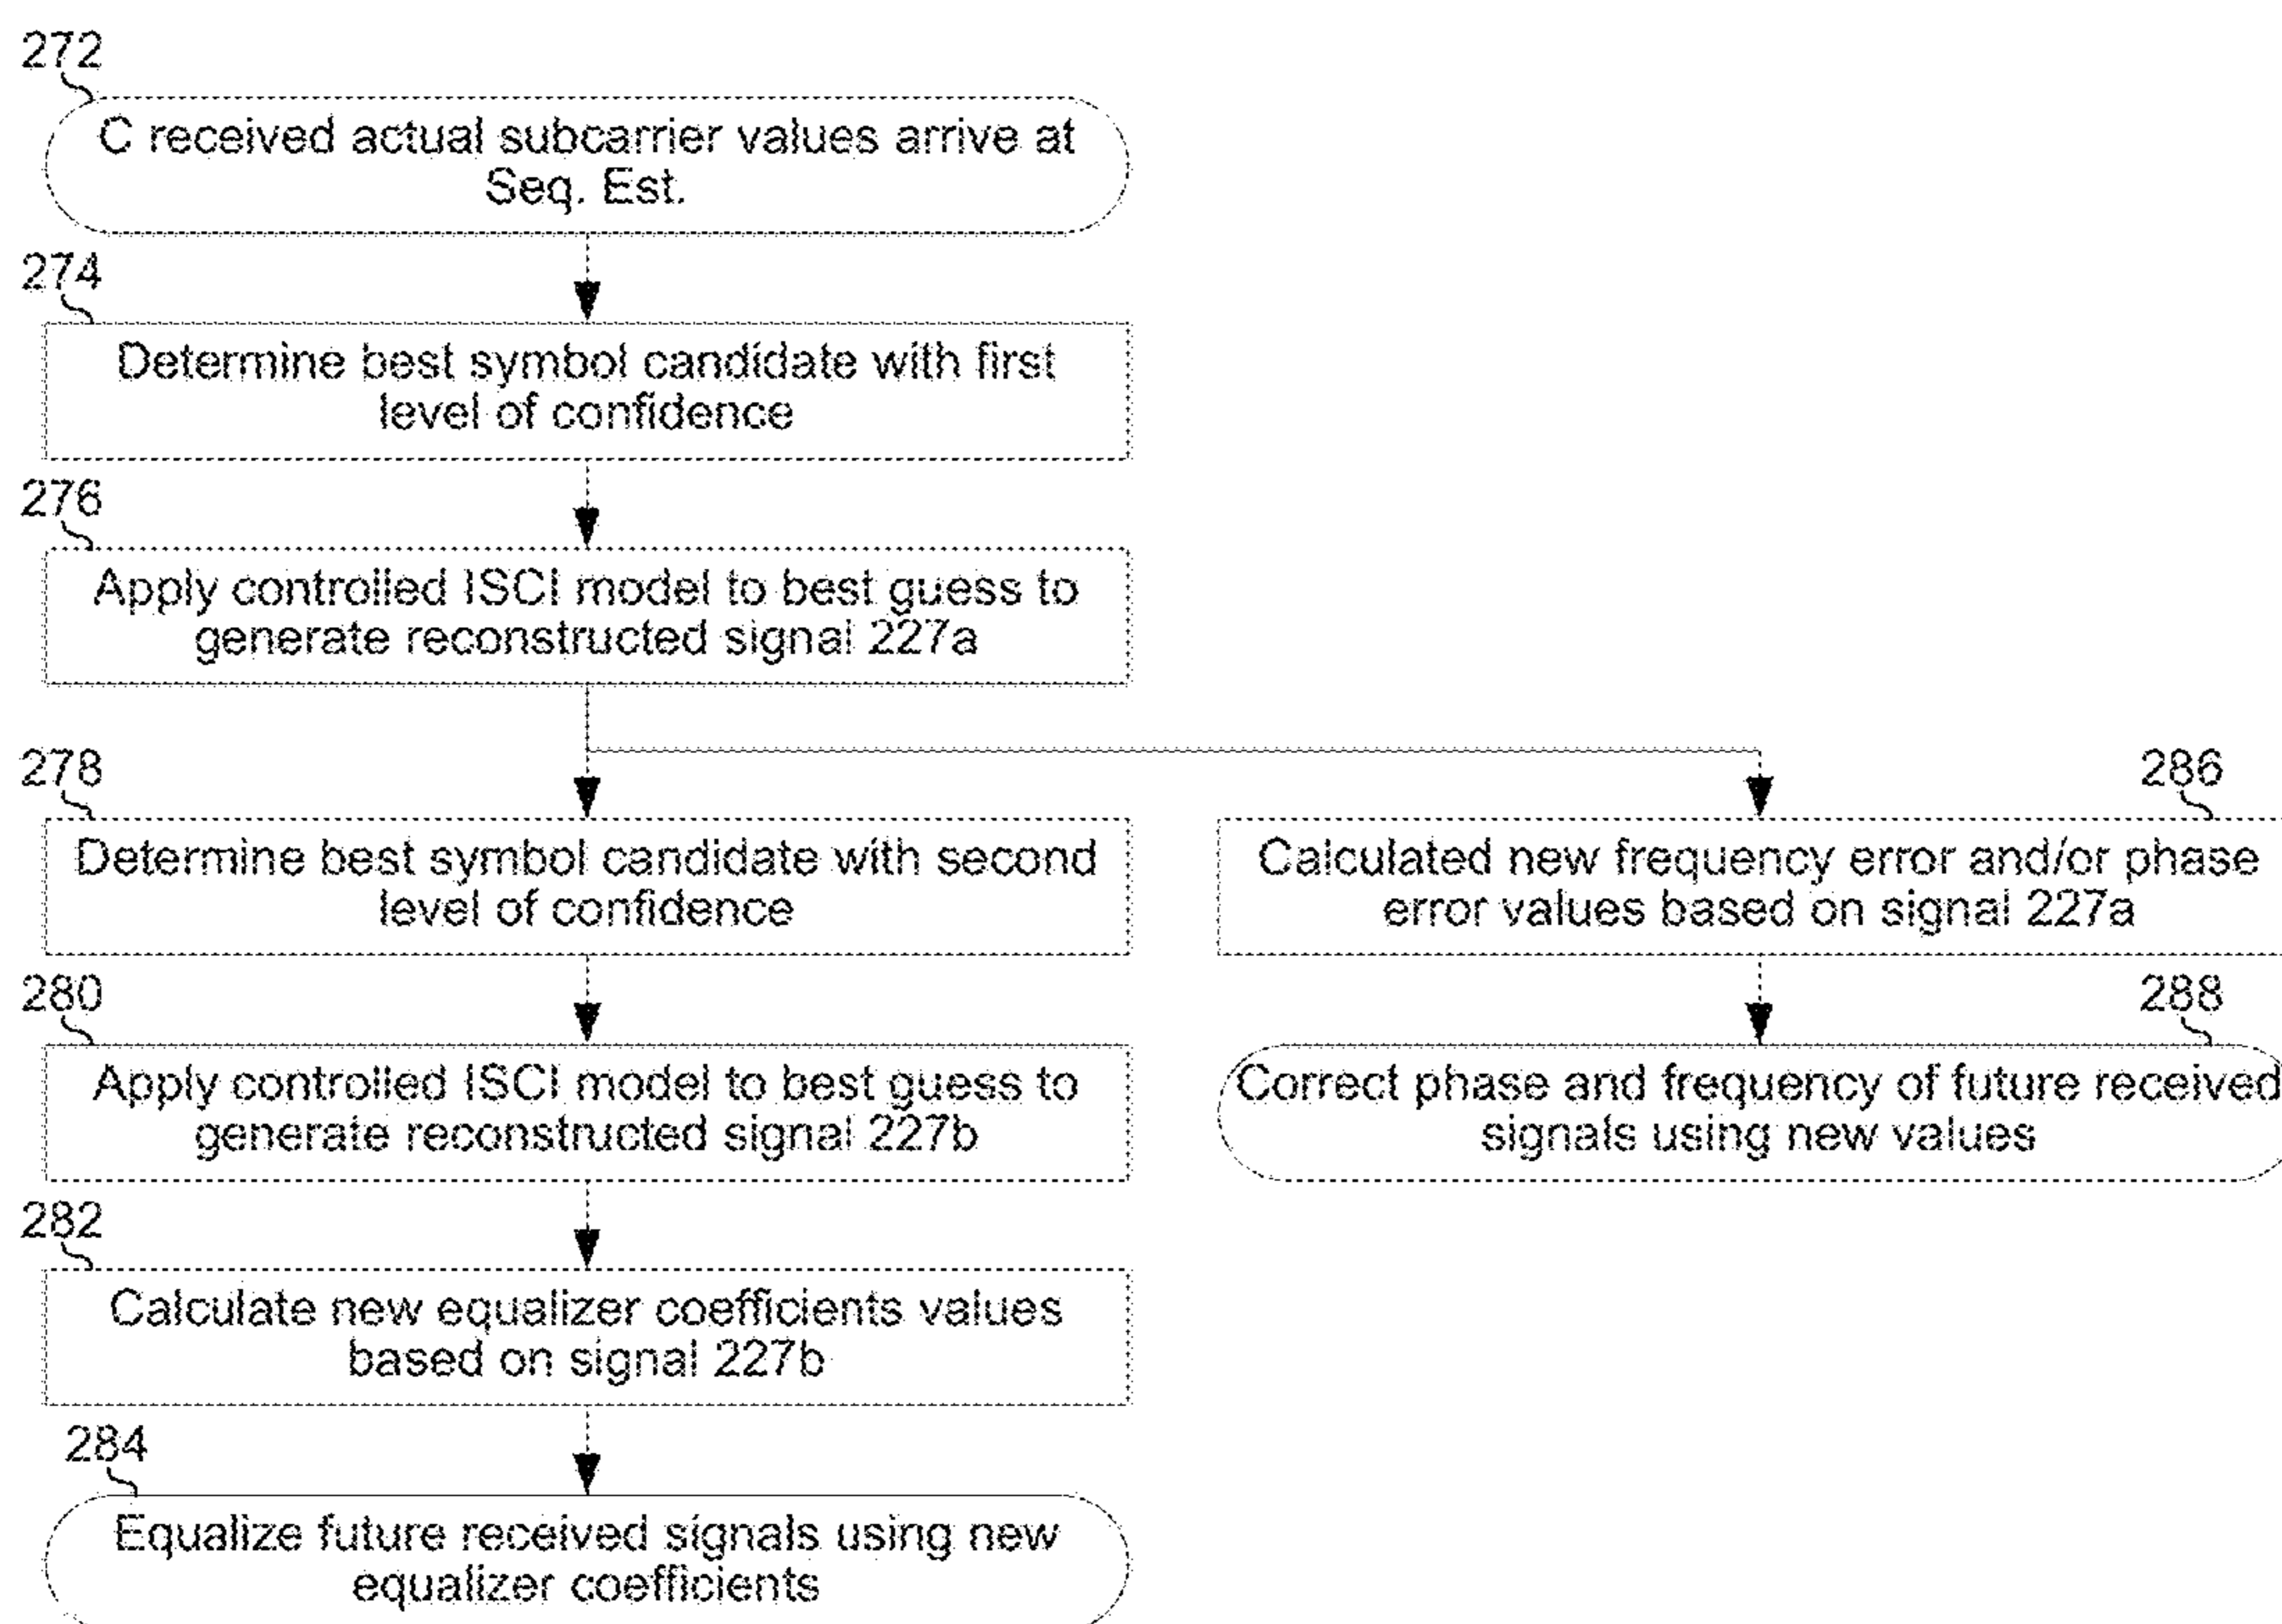 272
C received actual subcarrier values arrive at
Seq. Est.
274
Determine best symbol candidate with first
level of confidence
276
Apply controlled ISCI model to best guess to
generate reconstructed signal 227a
278
Determine best symbol candidate with second
level of confidence
286
Calculated new frequency error and/or phase
error values based on signal 227a
280
Apply controlled ISCI model to best guess to
generate reconstructed signal 227b
288
Correct phase and frequency of future received
signals using new values
282
Calculate new equalizer coefficients values
based on signal 227b
284
Equalize future received signals using new
equalizer coefficients